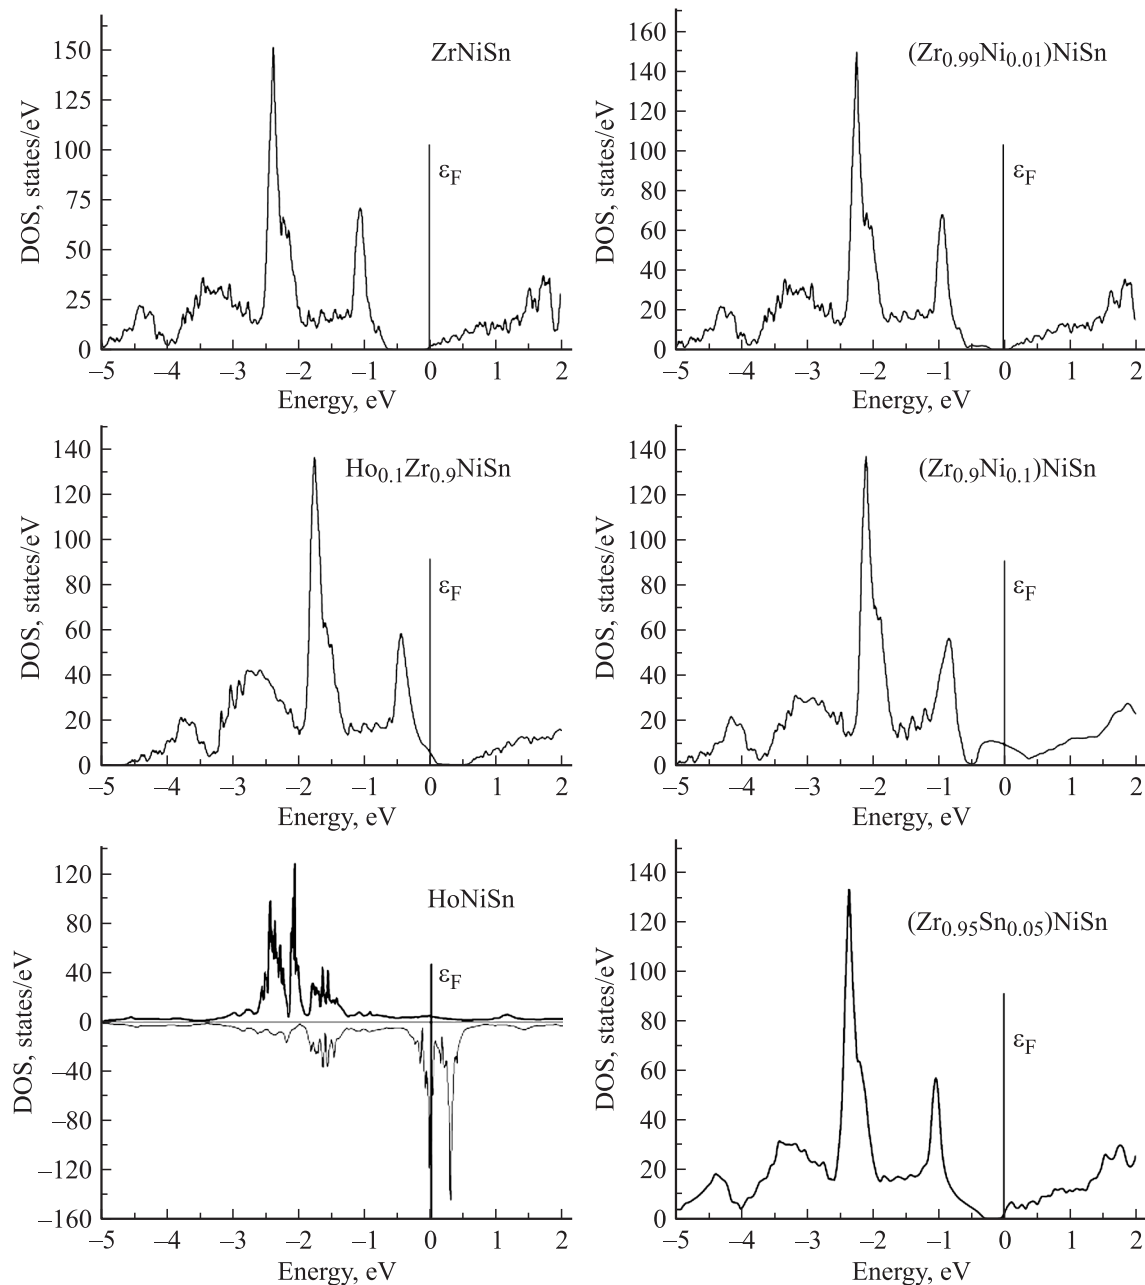 ZrNiSn
DOS, states/eV
150
125
100
75
50
25
0
ε_F
–5 –4 –3 –2 –1 0 1 2
Energy, eV
(Zr_0.99Ni_0.01)NiSn
DOS, states/eV
160
140
120
100
80
60
40
20
0
ε_F
–5 –4 –3 –2 –1 0 1 2
Energy, eV
Ho_0.1Zr_0.9NiSn
DOS, states/eV
140
120
100
80
60
40
20
0
ε_F
–5 –4 –3 –2 –1 0 1 2
Energy, eV
(Zr_0.9Ni_0.1)NiSn
DOS, states/eV
140
120
100
80
60
40
20
0
ε_F
–5 –4 –3 –2 –1 0 1 2
Energy, eV
HoNiSn
DOS, states/eV
120
80
40
0
–40
–80
–120
–160
ε_F
–5 –4 –3 –2 –1 0 1 2
Energy, eV
(Zr_0.95Sn_0.05)NiSn
DOS, states/eV
140
120
100
80
60
40
20
0
ε_F
–5 –4 –3 –2 –1 0 1 2
Energy, eV